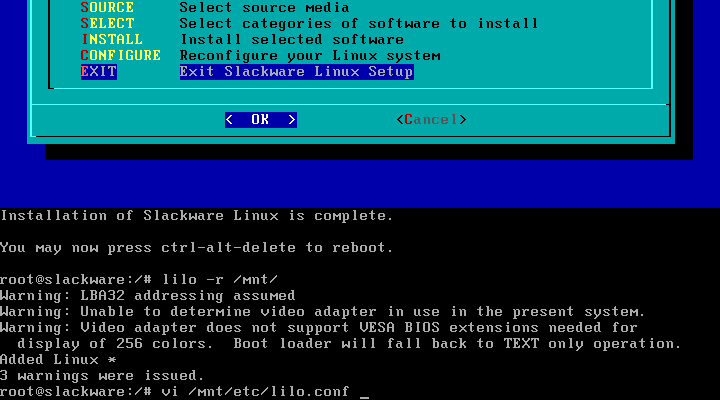 SOURCE Select source media
SELECT Select categories of software to install
INSTALL Install selected software
CONFIGURE Reconfigure your Linux system
EXIT Exit Slackware Linux Setup
< OK > <Cancel>
Installation of Slackware Linux is complete.
You may now press ctrl-alt-delete to reboot.
root@slackware:/# lilo -r /mnt/
Warning: LBA32 addressing assumed
Warning: Unable to determine video adapter in use in the present system.
Warning: Video adapter does not support VESA BIOS extensions needed for
display of 256 colors. Boot loader will fall back to TEXT only operation.
Added Linux *
3 warnings were issued.
root@slackware:/# vi /mnt/etc/lilo.conf _